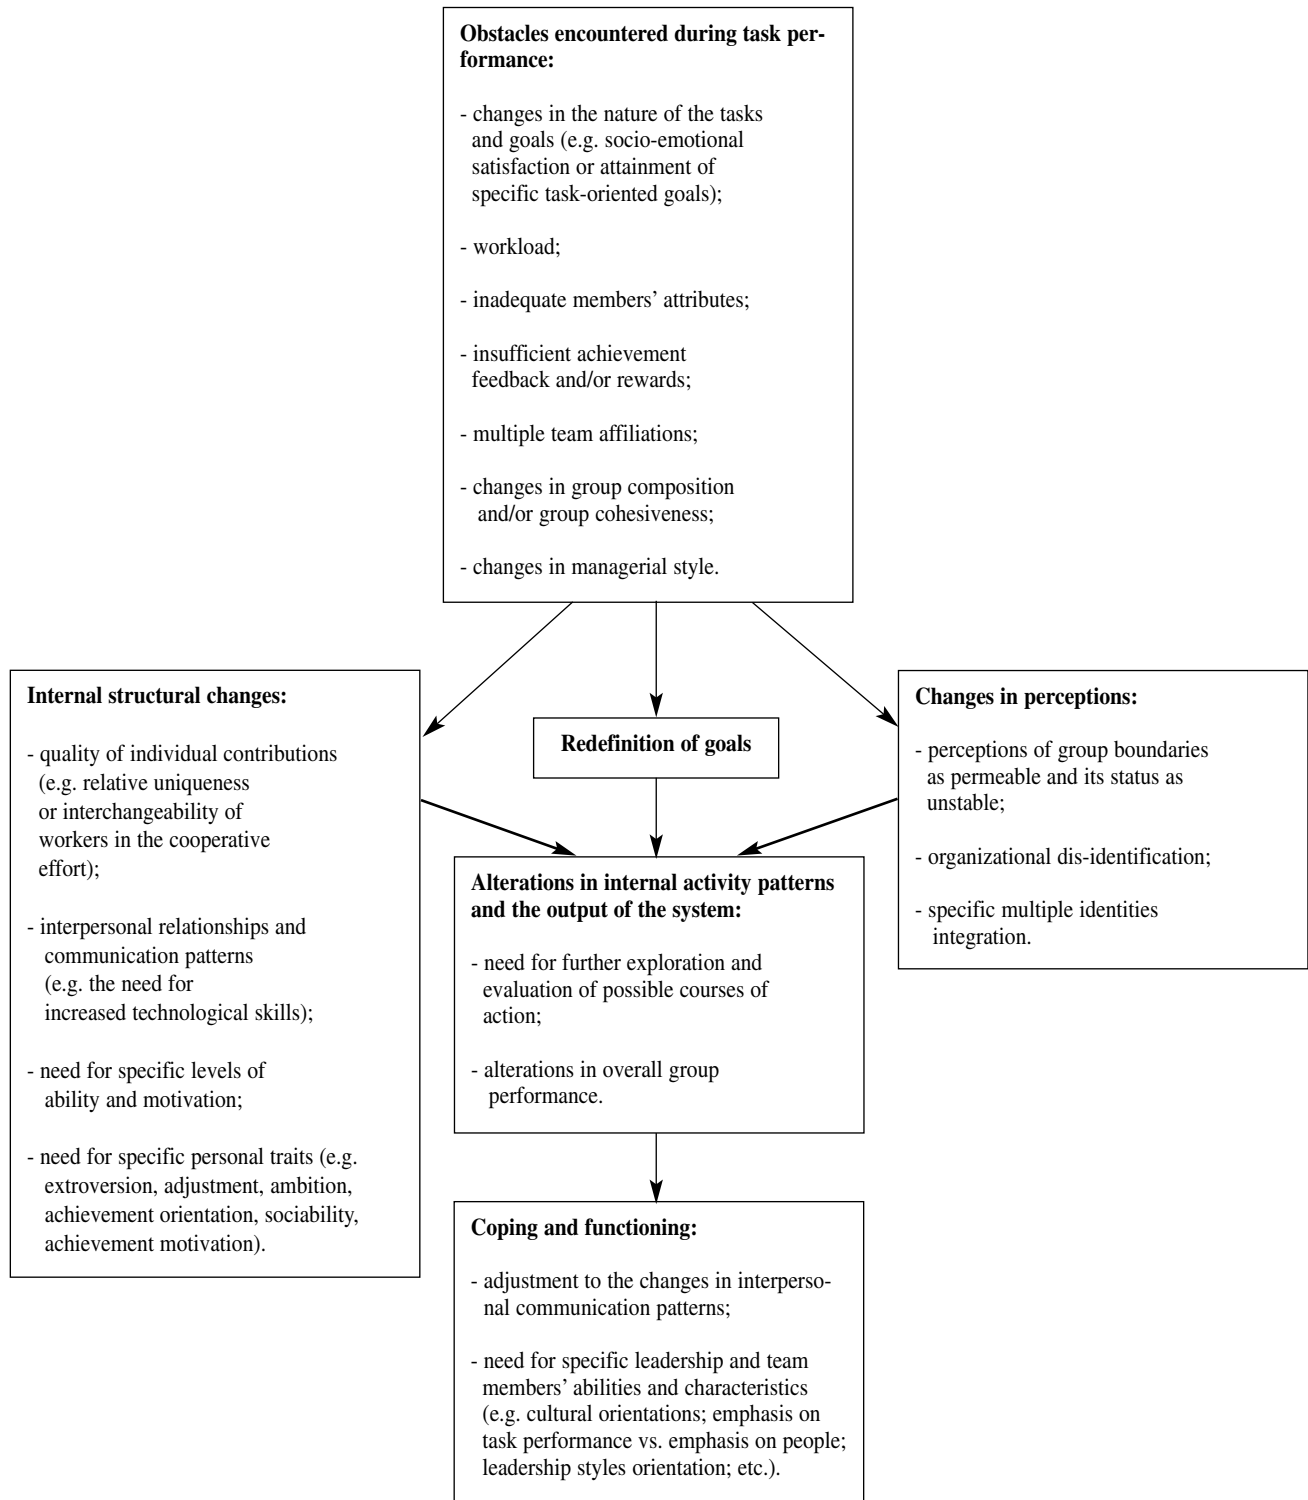 Obstacles encountered during task per-
formance:
- changes in the nature of the tasks
and goals (e.g. socio-emotional
satisfaction or attainment of
specific task-oriented goals);
- workload;
- inadequate members’ attributes;
- insufficient achievement
feedback and/or rewards;
- multiple team affiliations;
- changes in group composition
and/or group cohesiveness;
- changes in managerial style.
Internal structural changes:
- quality of individual contributions
(e.g. relative uniqueness
or interchangeability of
workers in the cooperative
effort);
- interpersonal relationships and
communication patterns
(e.g. the need for
increased technological skills);
- need for specific levels of
ability and motivation;
- need for specific personal traits (e.g.
extroversion, adjustment, ambition,
achievement orientation, sociability,
achievement motivation).
Redefinition of goals
Changes in perceptions:
- perceptions of group boundaries
as permeable and its status as
unstable;
- organizational dis-identification;
- specific multiple identities
integration.
Alterations in internal activity patterns
and the output of the system:
- need for further exploration and
evaluation of possible courses of
action;
- alterations in overall group
performance.
Coping and functioning:
- adjustment to the changes in interperso-
nal communication patterns;
- need for specific leadership and team
members’ abilities and characteristics
(e.g. cultural orientations; emphasis on
task performance vs. emphasis on people;
leadership styles orientation; etc.).